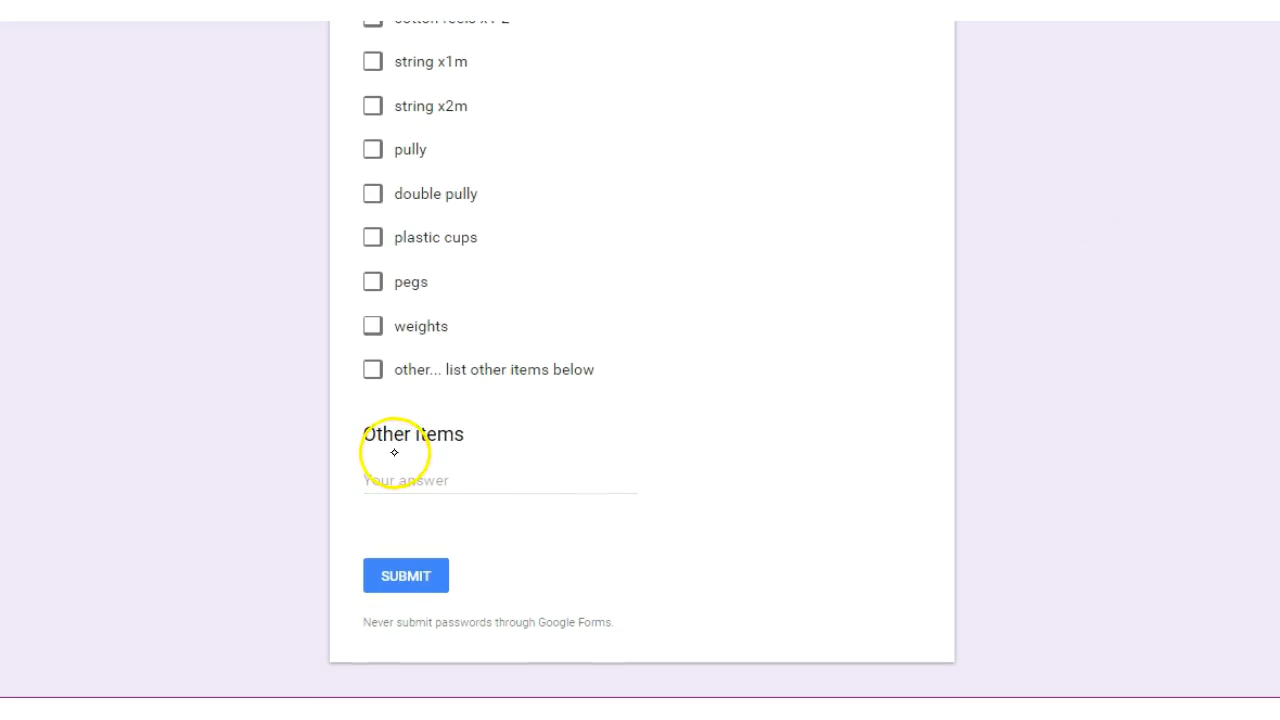 string x1m
string x2m
pully
double pully
plastic cups
pegs
weights
other... list other items below
Other items
Your answer
SUBMIT
Never submit passwords through Google Forms.